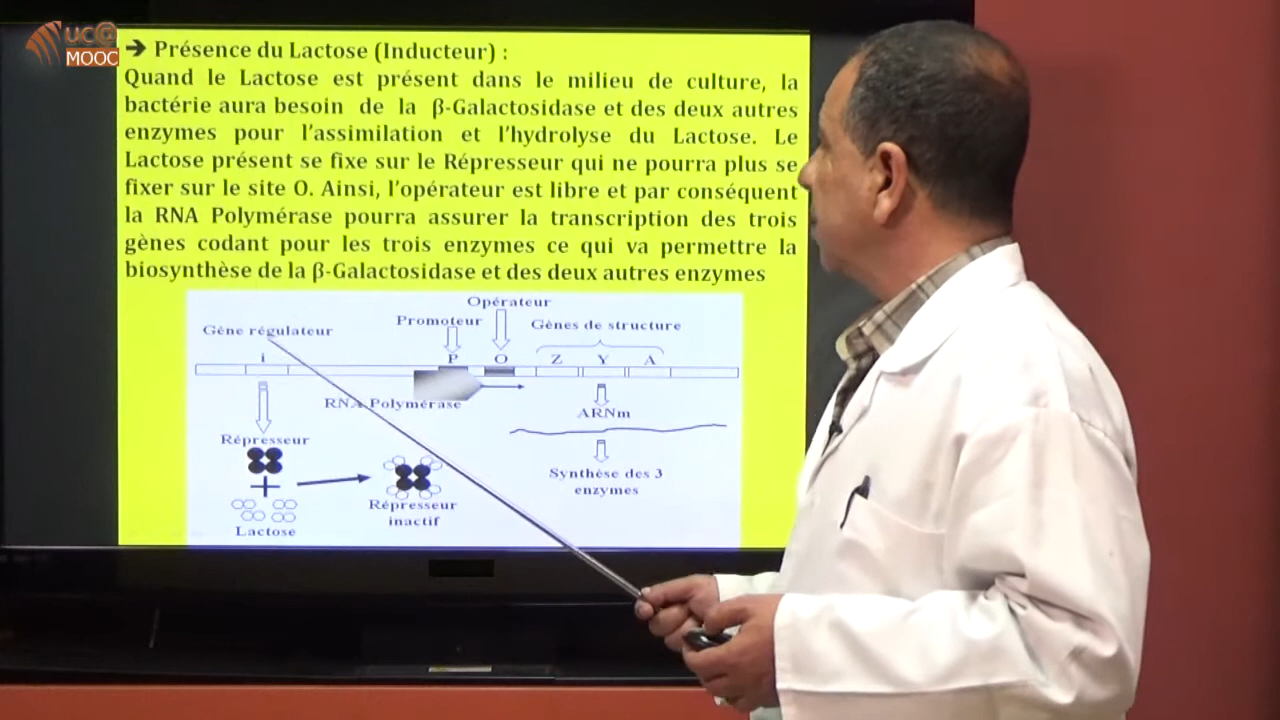 UC@
MOOC
➔ Présence du Lactose (Inducteur) :
Quand le Lactose est présent dans le milieu de culture, la
bactérie aura besoin de la β-Galactosidase et des deux autres
enzymes pour l'assimilation et l'hydrolyse du Lactose. Le
Lactose présent se fixe sur le Répresseur qui ne pourra plus se
fixer sur le site O. Ainsi, l'opérateur est libre et par conséquent
la RNA Polymérase pourra assurer la transcription des trois
gènes codant pour les trois enzymes ce qui va permettre la
biosynthèse de la β-Galactosidase et des deux autres enzymes
Opérateur
Promoteur
Gènes de structure
Gène régulateur
i
P
O
Z
Y
A
RNA Polymérase
ARNm
Répresseur
+
Synthèse des 3
enzymes
Répresseur
inactif
Lactose